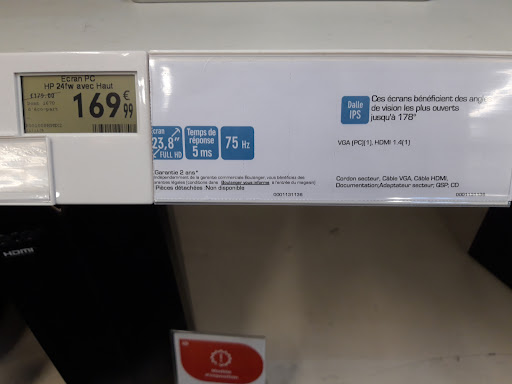 Ecran PC
HP 24fw avec Haut
169€99
Ecran
23,8"
FULL HD
Temps de
réponse
5 ms
75 Hz
Dalle
IPS
Ces écrans bénéficient des angles
de vision les plus ouverts
jusqu'à 178°
VGA (PC)(1), HDMI 1.4(1)
Garantie 2 ans*
Pièces détachées :Non disponible
0001131136
Cordon secteur, Câble VGA, Câble HDMI,
Documentation;Adaptateur secteur; QSP; CD
0001131136
HDMI